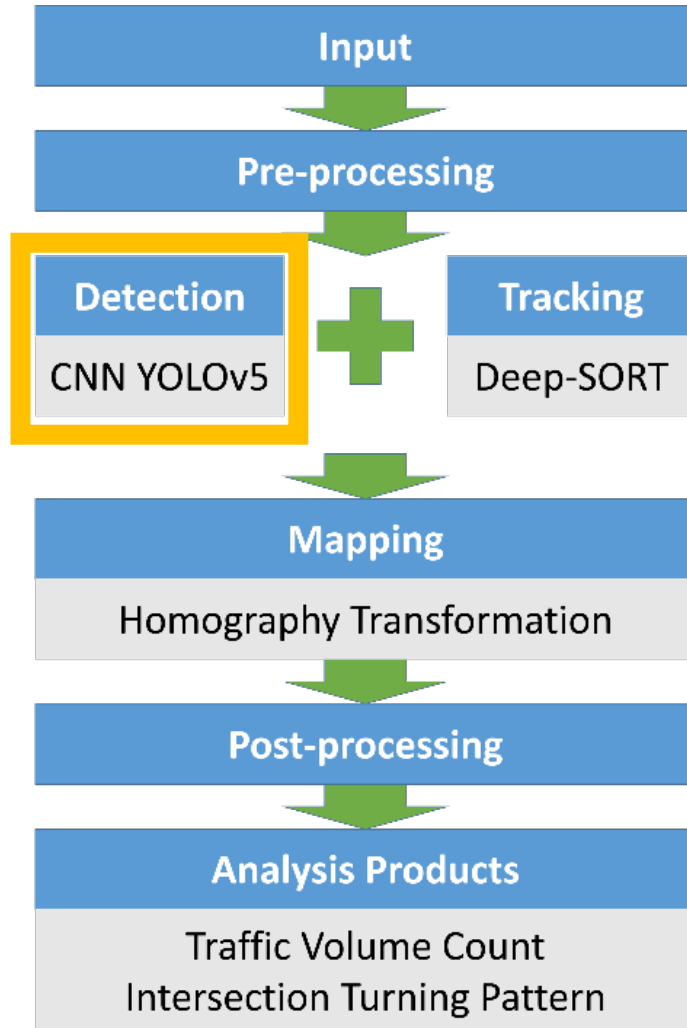 Input
Pre-processing
Detection
CNN YOLOv5
Tracking
Deep-SORT
Mapping
Homography Transformation
Post-processing
Analysis Products
Traffic Volume Count
Intersection Turning Pattern